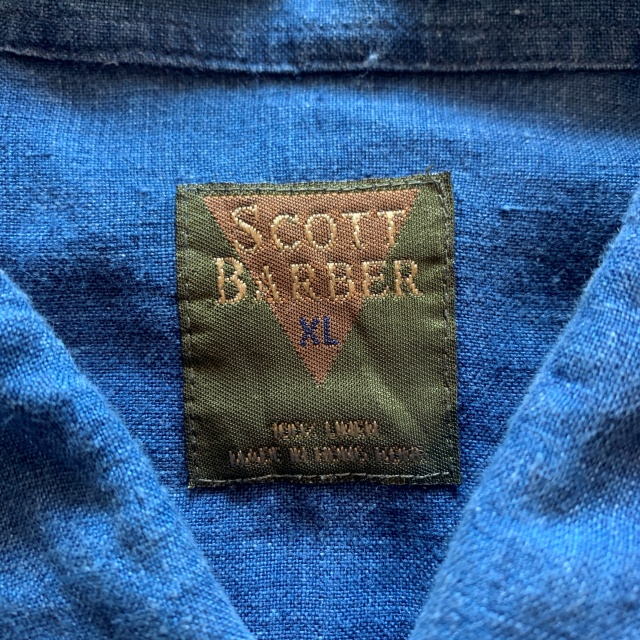 SCOTT
BARBER
XL
100% LINEN
MADE IN HONG KONG